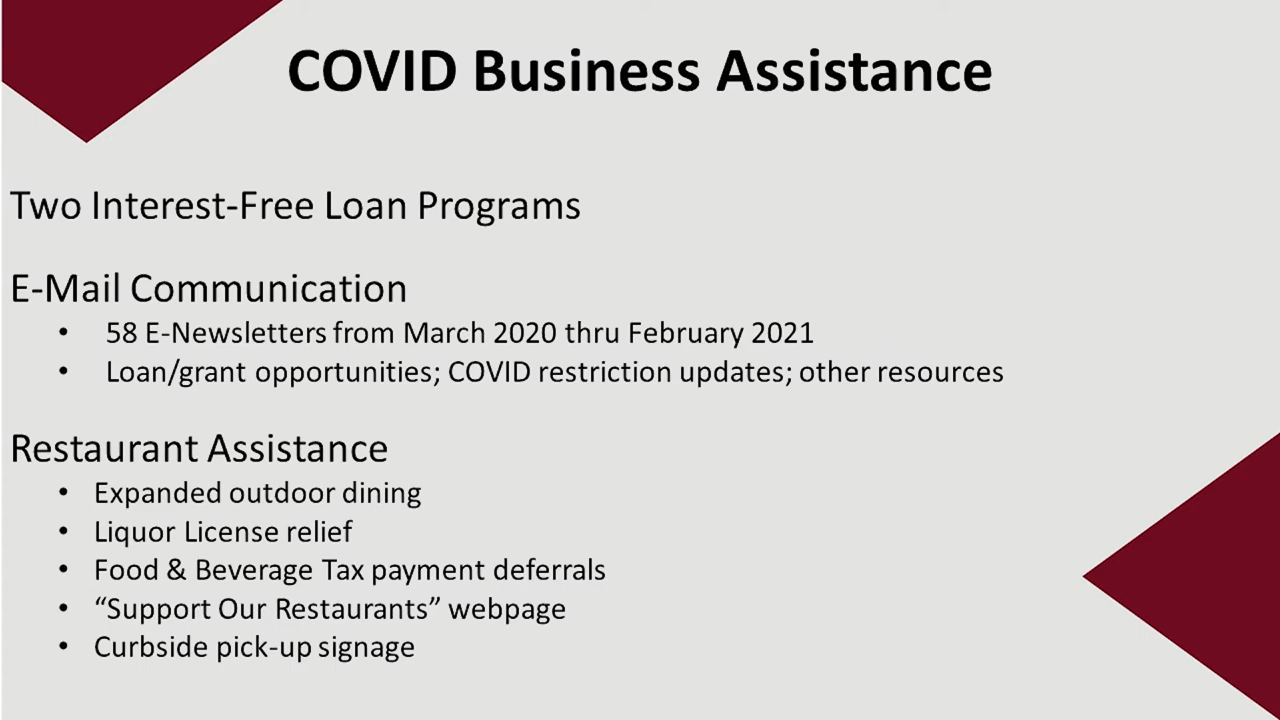 COVID Business Assistance
Two Interest-Free Loan Programs
E-Mail Communication
• 58 E-Newsletters from March 2020 thru February 2021
• Loan/grant opportunities; COVID restriction updates; other resources
Restaurant Assistance
• Expanded outdoor dining
• Liquor License relief
• Food & Beverage Tax payment deferrals
• “Support Our Restaurants” webpage
• Curbside pick-up signage